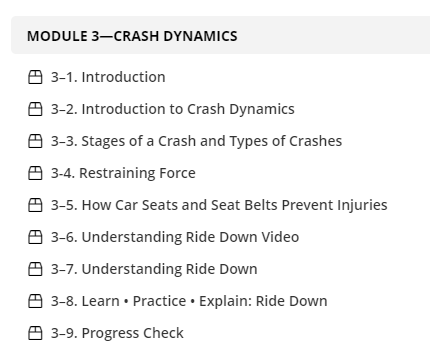 MODULE 3—CRASH DYNAMICS
3–1. Introduction
3–2. Introduction to Crash Dynamics
3–3. Stages of a Crash and Types of Crashes
3-4. Restraining Force
3–5. How Car Seats and Seat Belts Prevent Injuries
3–6. Understanding Ride Down Video
3–7. Understanding Ride Down
3–8. Learn • Practice • Explain: Ride Down
3–9. Progress Check